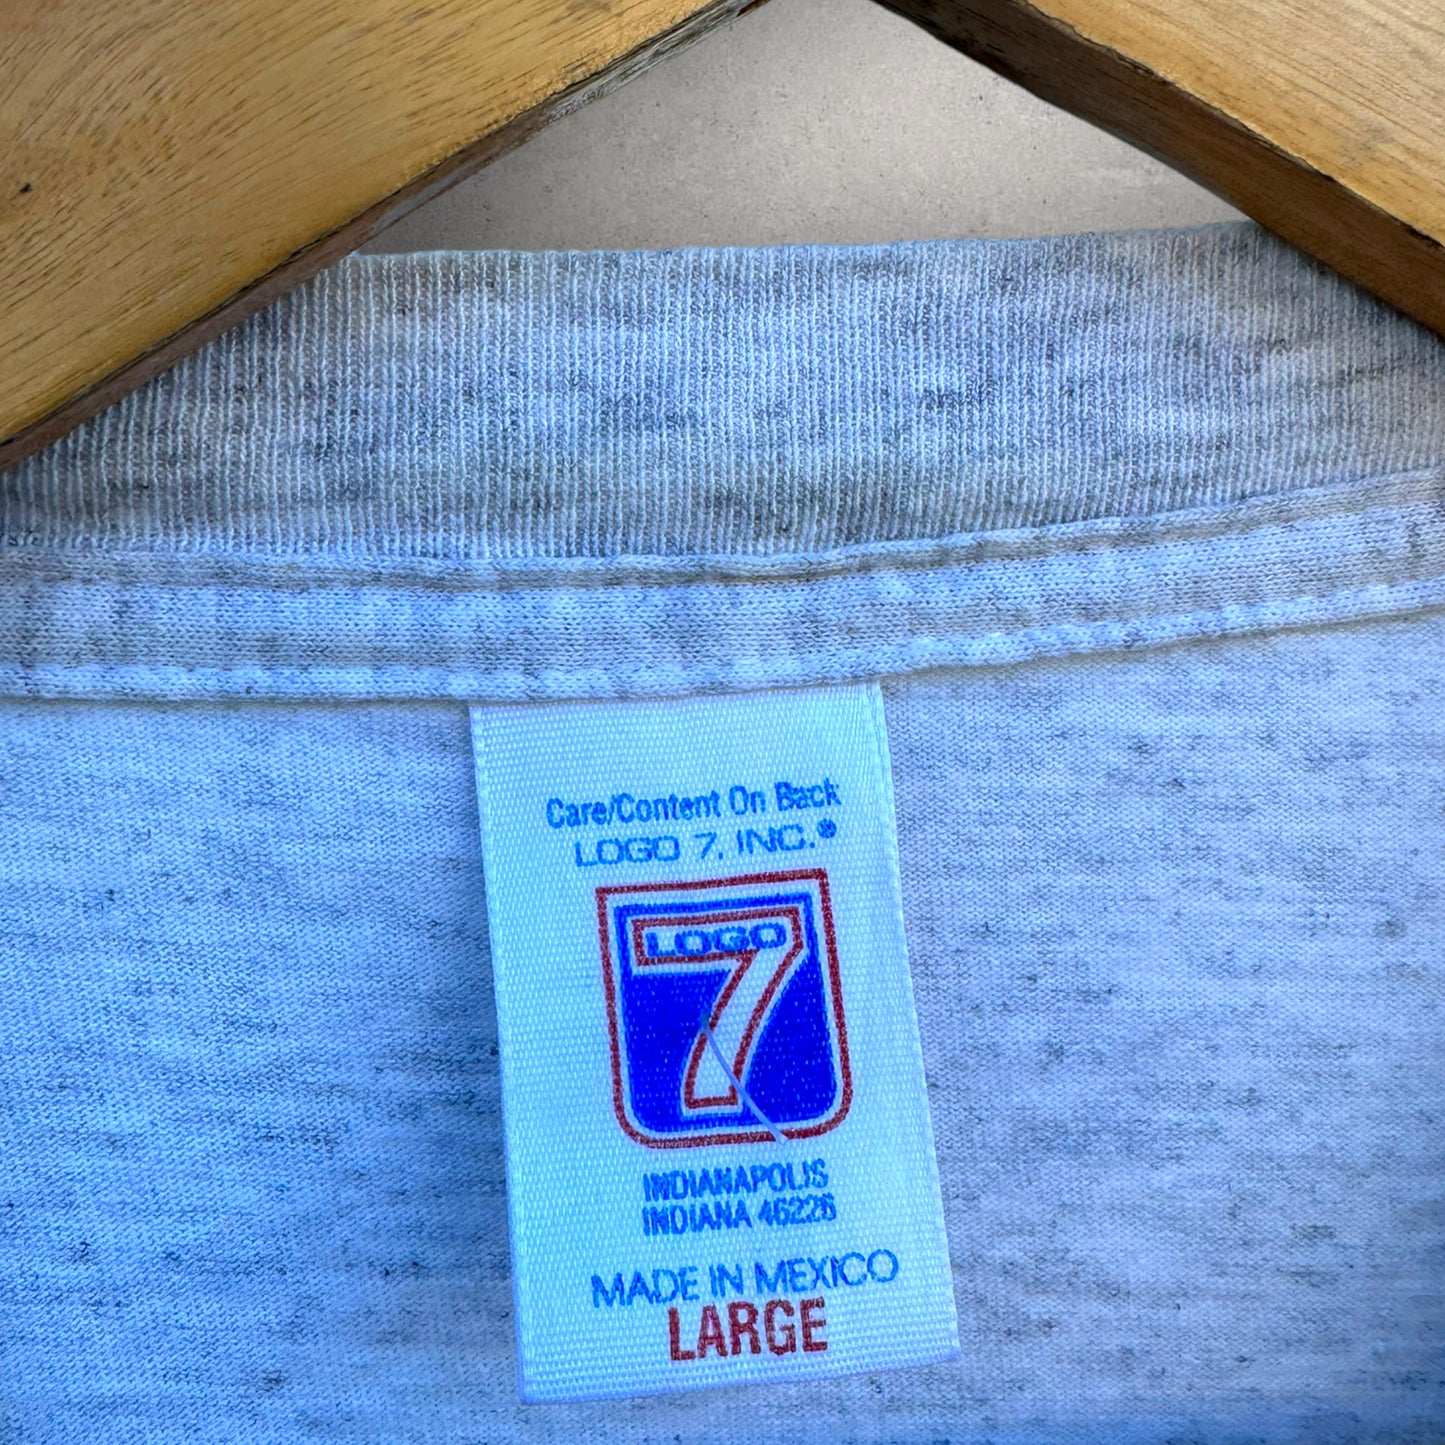 Care/Content On Back
LOGO 7, INC.®
LOGO
7
INDIANAPOLIS
INDIANA 46226
MADE IN MEXICO
LARGE